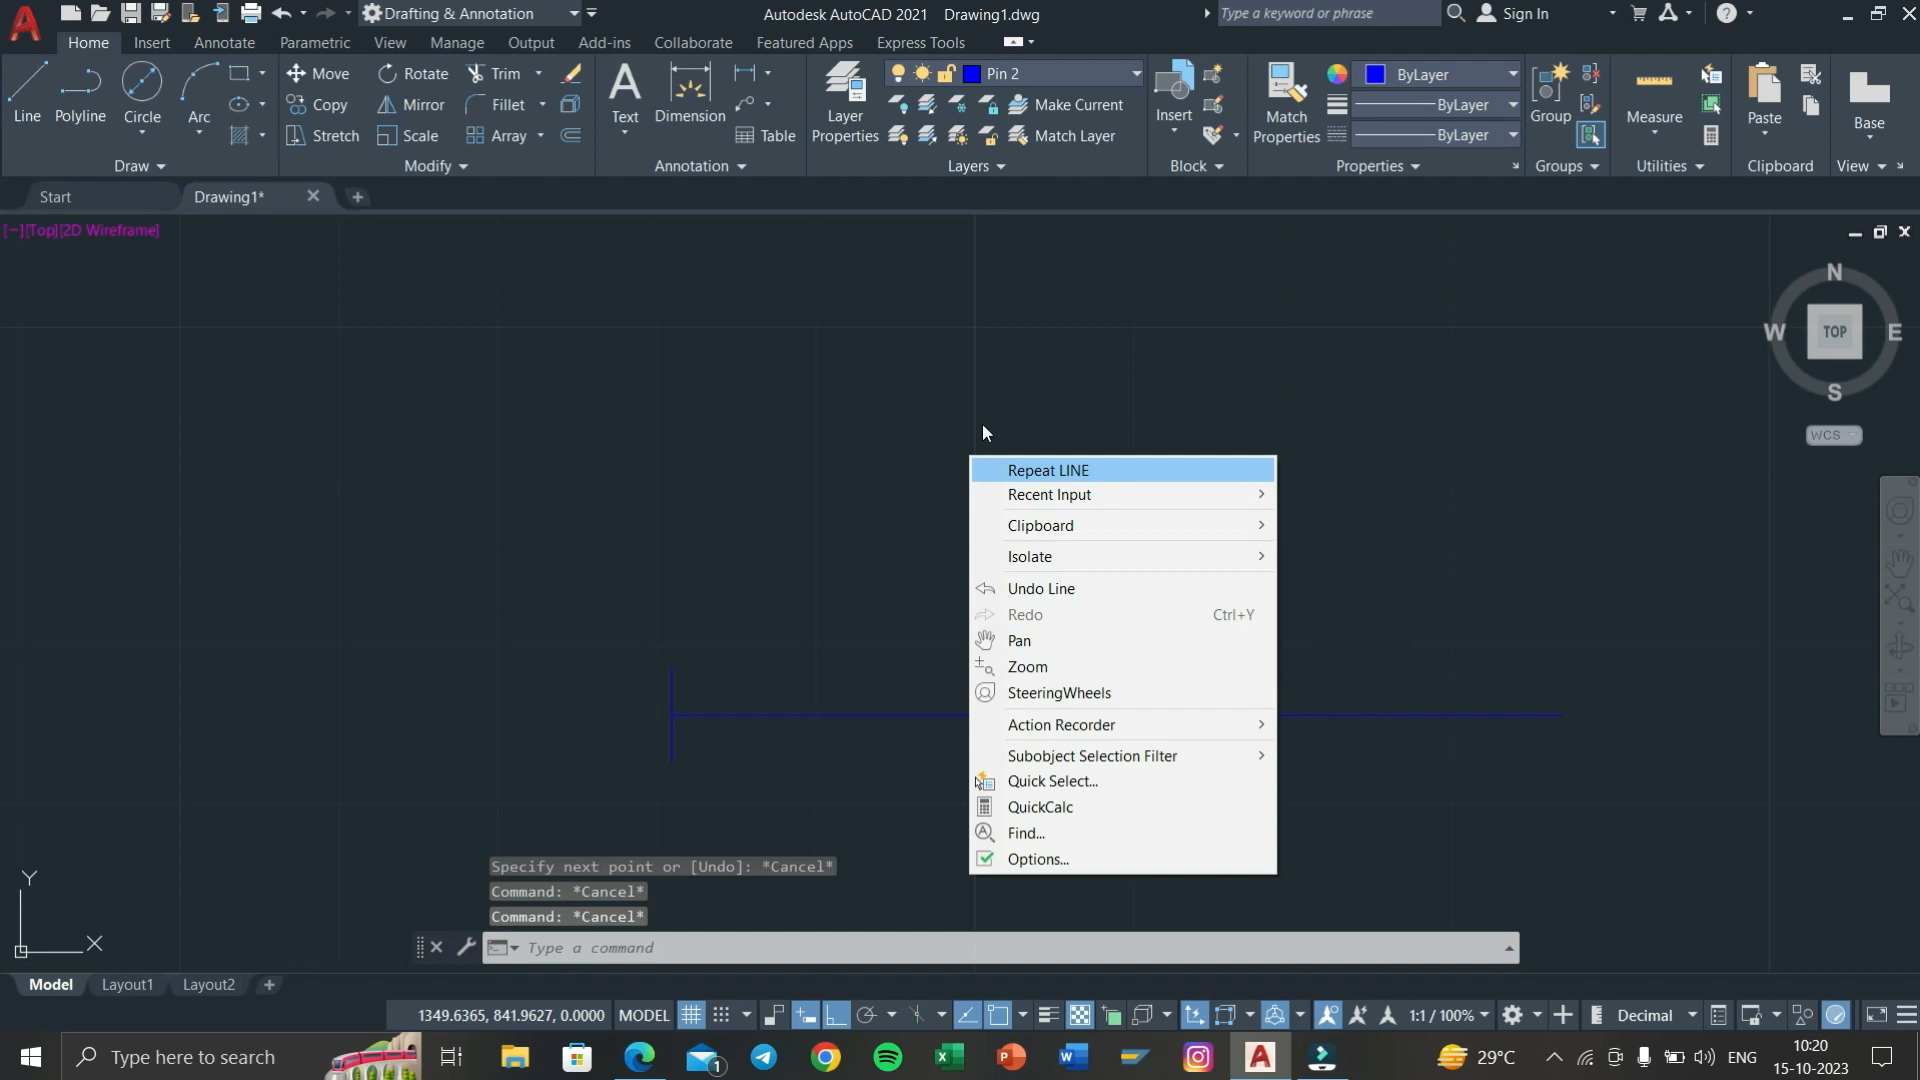 Drafting & Annotation
Autodesk AutoCAD 2021 Drawing1.dwg
Type a keyword or phrase
Sign In
Home Insert Annotate Parametric View Manage Output Add-ins Collaborate Featured Apps Express Tools
Line Polyline Circle Arc
Move Rotate Trim
Copy Mirror Fillet
Stretch Scale Array
Text Dimension
Table
Layer Properties
Pin 2
Make Current
Match Layer
Insert
Match Properties
ByLayer
ByLayer
ByLayer
Group
Measure
Paste
Base
Draw Modify Annotation Layers Block Properties Groups Utilities Clipboard View
Start Drawing1*
[−][Top][2D Wireframe]
N
W TOP E
S
WCS
Repeat LINE
Recent Input
Clipboard
Isolate
Undo Line
Redo Ctrl+Y
Pan
Zoom
SteeringWheels
Action Recorder
Subobject Selection Filter
Quick Select...
QuickCalc
Find...
Options...
Y
X
Specify next point or [Undo]: *Cancel*
Command: *Cancel*
Command: *Cancel*
Type a command
Model Layout1 Layout2
1349.6365, 841.9627, 0.0000 MODEL 1:1 / 100% Decimal
Type here to search
1
29°C ENG
10:20
15-10-2023